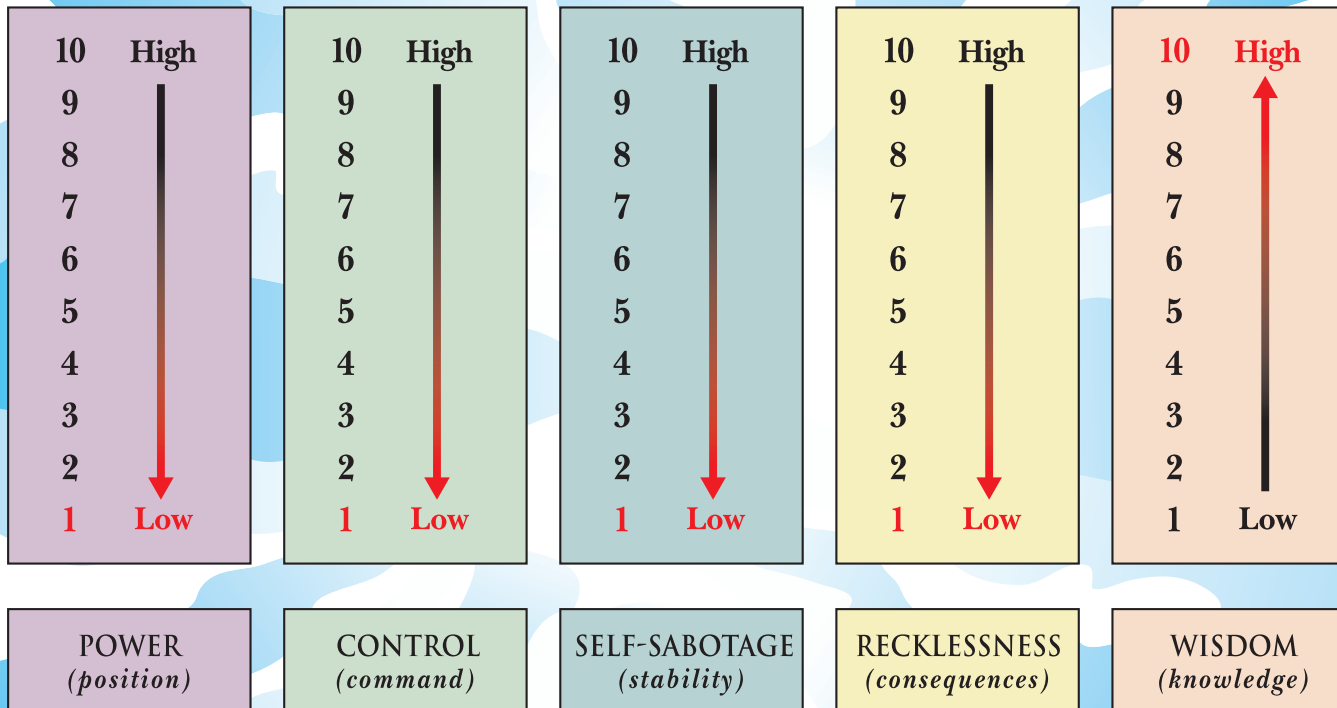 10 High
9
8
7
6
5
4
3
2
1 Low
POWER
(position)
10 High
9
8
7
6
5
4
3
2
1 Low
CONTROL
(command)
10 High
9
8
7
6
5
4
3
2
1 Low
SELF-SABOTAGE
(stability)
10 High
9
8
7
6
5
4
3
2
1 Low
RECKLESSNESS
(consequences)
10 High
9
8
7
6
5
4
3
2
1 Low
WISDOM
(knowledge)